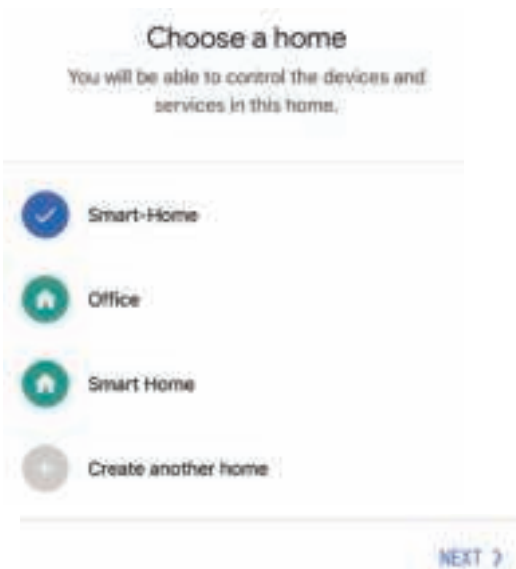 Choose a home
You will be able to control the devices and
services in this home.
Smart-Home
Office
Smart Home
Create another home
NEXT >